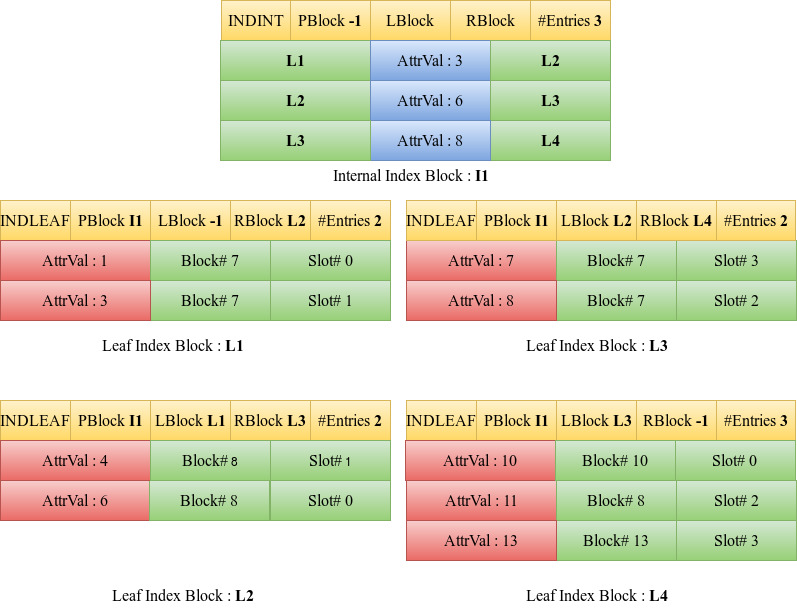 INDINT PBlock -1 LBlock RBlock #Entries 3
L1 AttrVal : 3 L2
L2 AttrVal : 6 L3
L3 AttrVal : 8 L4
Internal Index Block : I1
INDLEAF PBlock I1 LBlock -1 RBlock L2 #Entries 2
AttrVal : 1 Block# 7 Slot# 0
AttrVal : 3 Block# 7 Slot# 1
Leaf Index Block : L1
INDLEAF PBlock I1 LBlock L2 RBlock L4 #Entries 2
AttrVal : 7 Block# 7 Slot# 3
AttrVal : 8 Block# 7 Slot# 2
Leaf Index Block : L3
INDLEAF PBlock I1 LBlock L1 RBlock L3 #Entries 2
AttrVal : 4 Block# 8 Slot# 1
AttrVal : 6 Block# 8 Slot# 0
Leaf Index Block : L2
INDLEAF PBlock I1 LBlock L3 RBlock -1 #Entries 3
AttrVal : 10 Block# 10 Slot# 0
AttrVal : 11 Block# 8 Slot# 2
AttrVal : 13 Block# 13 Slot# 3
Leaf Index Block : L4